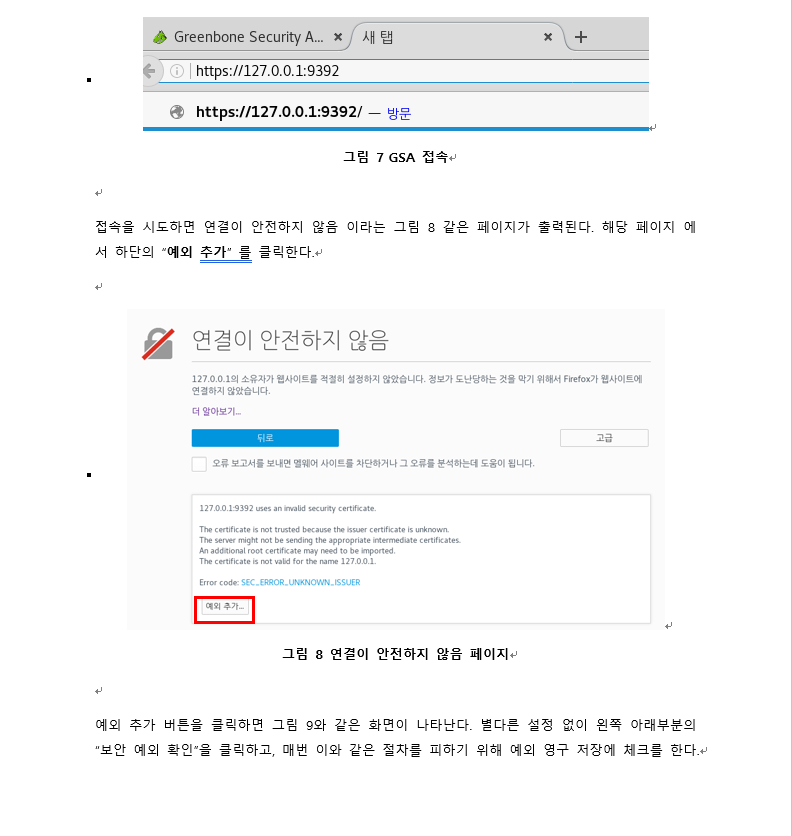 Greenbone Security A...
새 탭
https://127.0.0.1:9392
https://127.0.0.1:9392/ — 방문
그림 7 GSA 접속
접속을 시도하면 연결이 안전하지 않음 이라는 그림 8 같은 페이지가 출력된다. 해당 페이지 에
서 하단의 “예외 추가” 를 클릭한다.
연결이 안전하지 않음
127.0.0.1의 소유자가 웹사이트를 적절히 설정하지 않았습니다. 정보가 도난당하는 것을 막기 위해서 Firefox가 웹사이트에
연결하지 않았습니다.
더 알아보기...
뒤로
고급
오류 보고서를 보내면 멜웨어 사이트를 차단하거나 그 오류를 분석하는데 도움이 됩니다.
127.0.0.1:9392 uses an invalid security certificate.
The certificate is not trusted because the issuer certificate is unknown.
The server might not be sending the appropriate intermediate certificates.
An additional root certificate may need to be imported.
The certificate is not valid for the name 127.0.0.1.
Error code: SEC_ERROR_UNKNOWN_ISSUER
예외 추가...
그림 8 연결이 안전하지 않음 페이지
예외 추가 버튼을 클릭하면 그림 9와 같은 화면이 나타난다. 별다른 설정 없이 왼쪽 아래부분의
“보안 예외 확인”을 클릭하고, 매번 이와 같은 절차를 피하기 위해 예외 영구 저장에 체크를 한다.